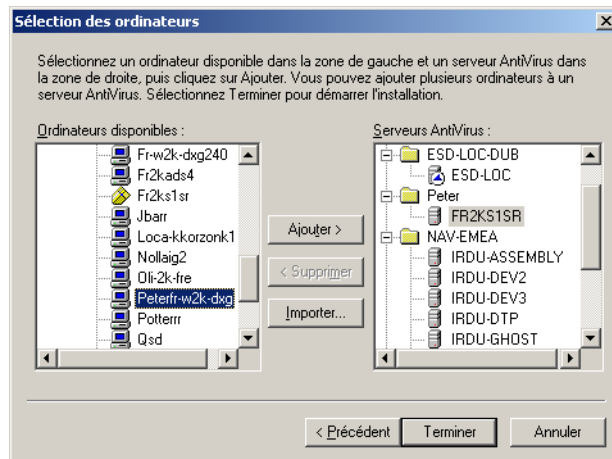 Sélection des ordinateurs
Sélectionnez un ordinateur disponible dans la zone de gauche et un serveur AntiVirus dans
la zone de droite, puis cliquez sur Ajouter. Vous pouvez ajouter plusieurs ordinateurs à un
serveur AntiVirus. Sélectionnez Terminer pour démarrer l'installation.
Ordinateurs disponibles :
Fr-w2k-dxg240
Fr2kads4
Fr2ks1sr
Jbarr
Loca-kkorzonk1
Nollaig2
Oli-2k-fre
Peterfr-w2k-dxg
Potterrr
Qsd
Ajouter >
< Supprimer
Importer...
Serveurs AntiVirus :
ESD-LOC-DUB
ESD-LOC
Peter
FR2KS1SR
NAV-EMEA
IRDU-ASSEMBLY
IRDU-DEV2
IRDU-DEV3
IRDU-DTP
IRDU-GHOST
< Précédent
Terminer
Annuler